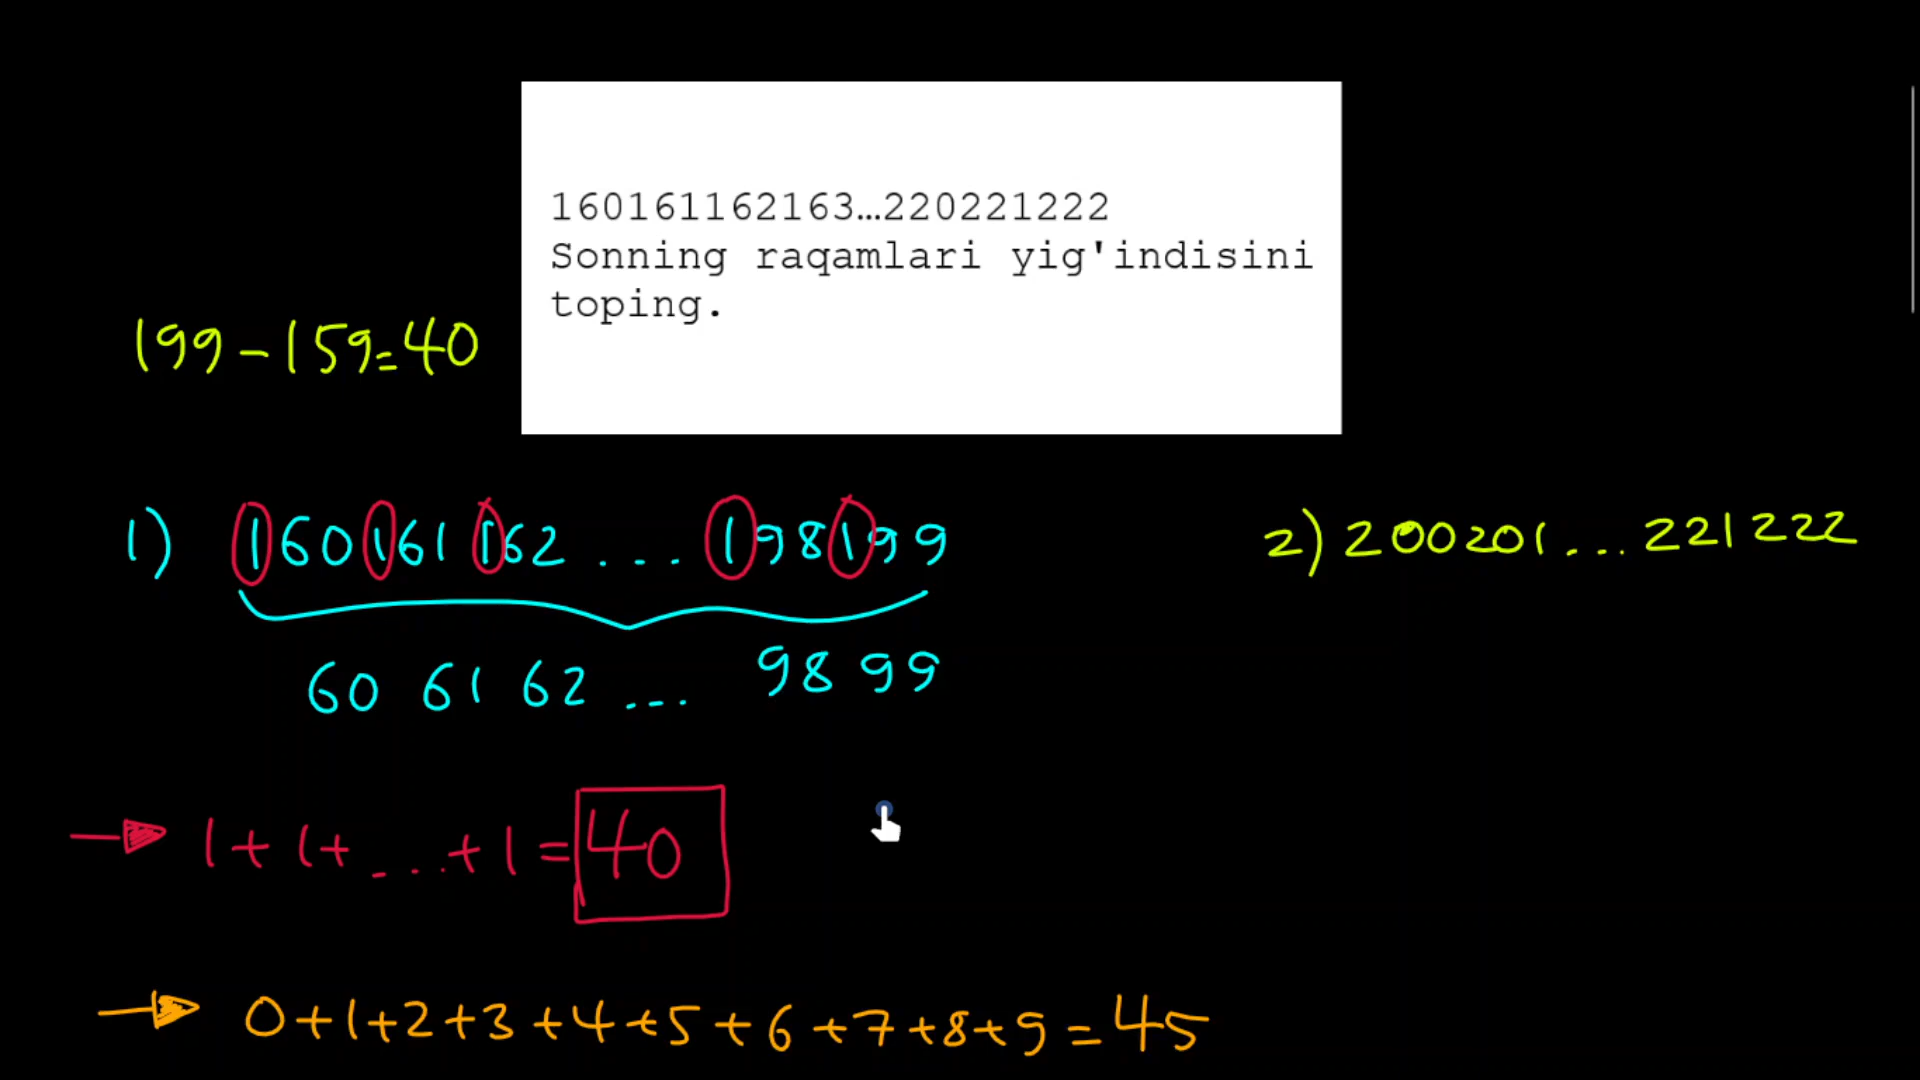 160161162163…220221222
Sonning raqamlari yig'indisini
toping.
199-159=40
1) 160161162...198199
60 61 62 ... 98 99
2) 200201...221222
1+1+...+1=40
0+1+2+3+4+5+6+7+8+9=45